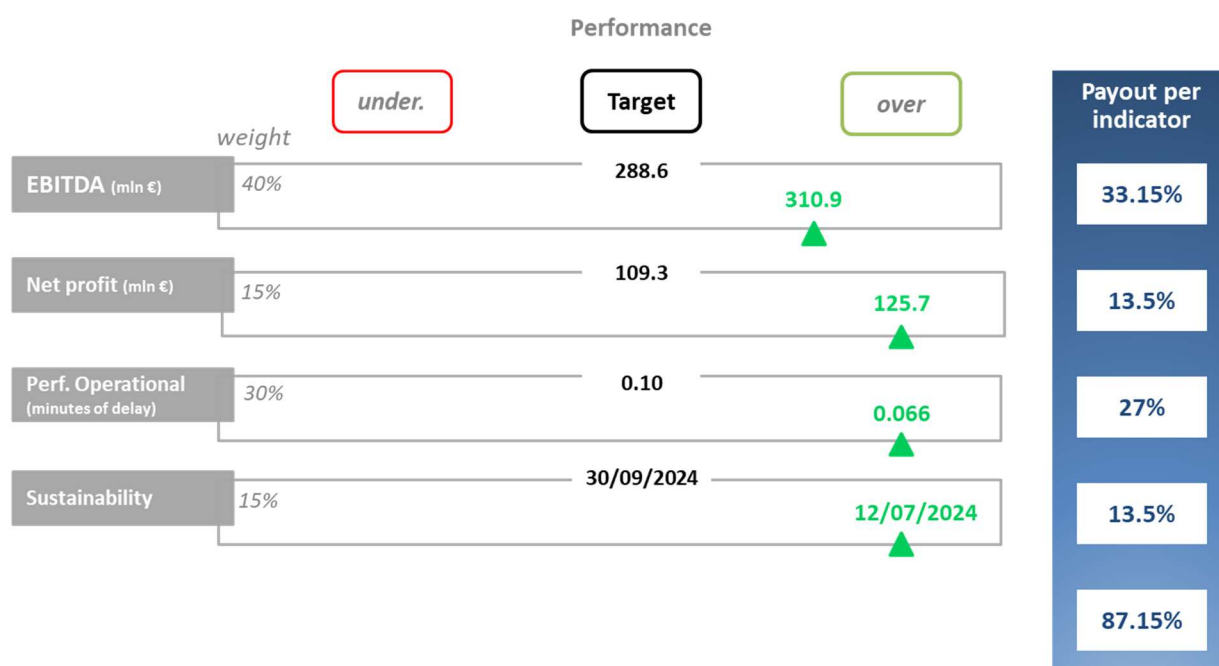 Performance
under.
Target
over
Payout per
indicator
weight
EBITDA (mln €)
40%
288.6
310.9
33.15%
Net profit (mln €)
15%
109.3
125.7
13.5%
Perf. Operational
(minutes of delay)
30%
0.10
0.066
27%
Sustainability
15%
30/09/2024
12/07/2024
13.5%
87.15%